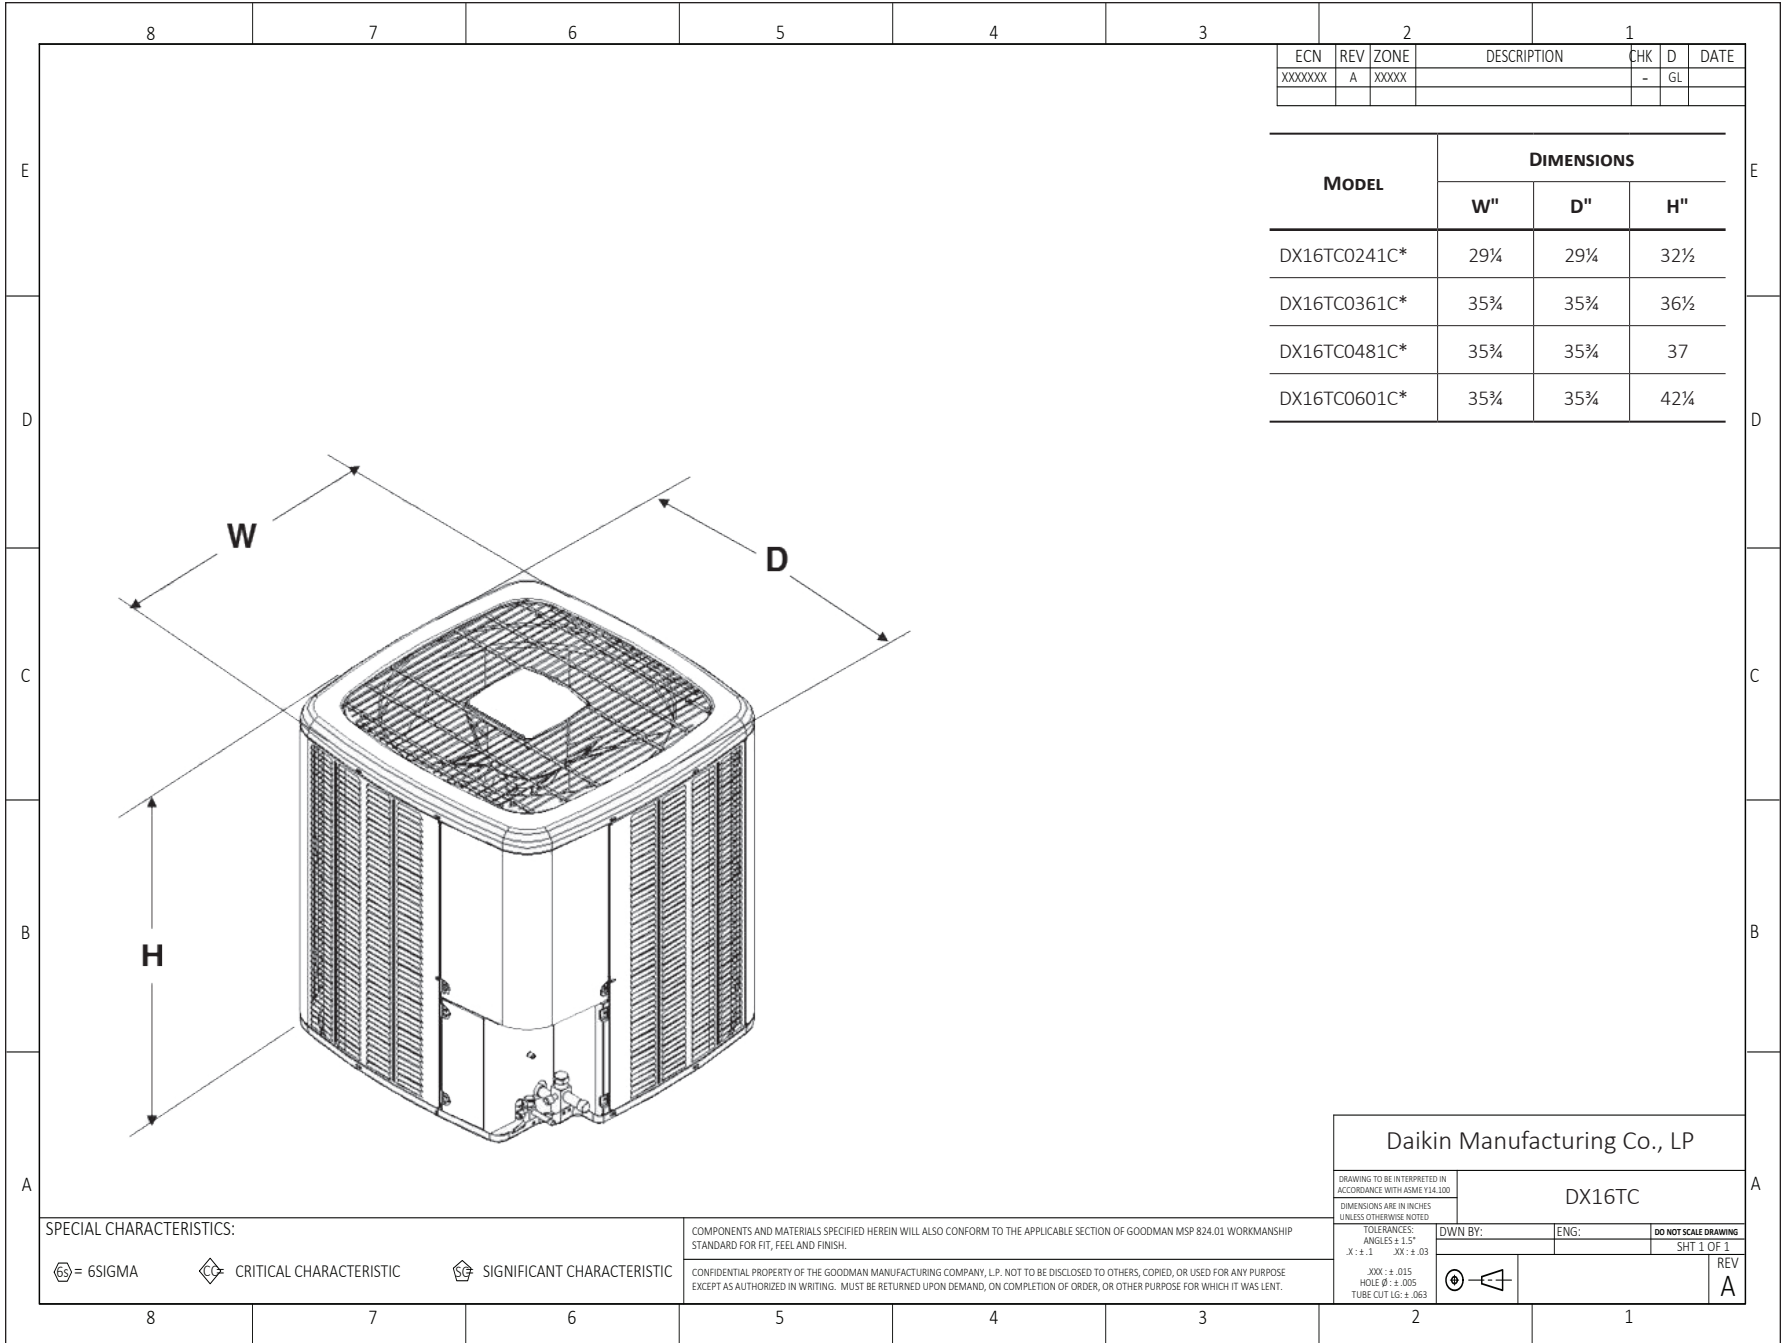 8 7 6 5 4 3 2 1
ECN REV ZONE DESCRIPTION CHK D DATE
XXXXXXX A XXXXX - GL
MODEL DIMENSIONS
W" D" H"
DX16TC0241C* 29¼ 29¼ 32½
DX16TC0361C* 35¾ 35¾ 36½
DX16TC0481C* 35¾ 35¾ 37
DX16TC0601C* 35¾ 35¾ 42¼
E E
D D
C C
B B
A A
W
D
H
Daikin Manufacturing Co., LP
DRAWING TO BE INTERPRETED IN
ACCORDANCE WITH ASME Y14.100
DIMENSIONS ARE IN INCHES
UNLESS OTHERWISE NOTED
DX16TC
TOLERANCES:
ANGLES ± 1.5°
.X : ± .1 .XX : ± .03
.XXX : ± .015
HOLE Ø : ± .005
TUBE CUT LG: ± .063
DWN BY: ENG: DO NOT SCALE DRAWING
SHT 1 OF 1
REV
A
SPECIAL CHARACTERISTICS:
6s = 6SIGMA CC = CRITICAL CHARACTERISTIC SC = SIGNIFICANT CHARACTERISTIC
COMPONENTS AND MATERIALS SPECIFIED HEREIN WILL ALSO CONFORM TO THE APPLICABLE SECTION OF GOODMAN MSP 824.01 WORKMANSHIP
STANDARD FOR FIT, FEEL AND FINISH.
CONFIDENTIAL PROPERTY OF THE GOODMAN MANUFACTURING COMPANY, L.P. NOT TO BE DISCLOSED TO OTHERS, COPIED, OR USED FOR ANY PURPOSE
EXCEPT AS AUTHORIZED IN WRITING. MUST BE RETURNED UPON DEMAND, ON COMPLETION OF ORDER, OR OTHER PURPOSE FOR WHICH IT WAS LENT.
8 7 6 5 4 3 2 1